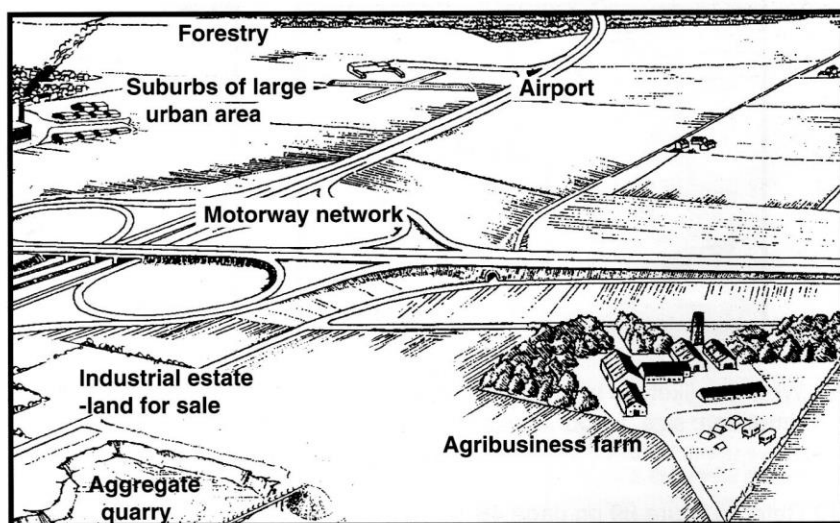 Forestry
Suburbs of large
urban area
Airport
Motorway network
Industrial estate
-land for sale
Agribusiness farm
Aggregate
quarry